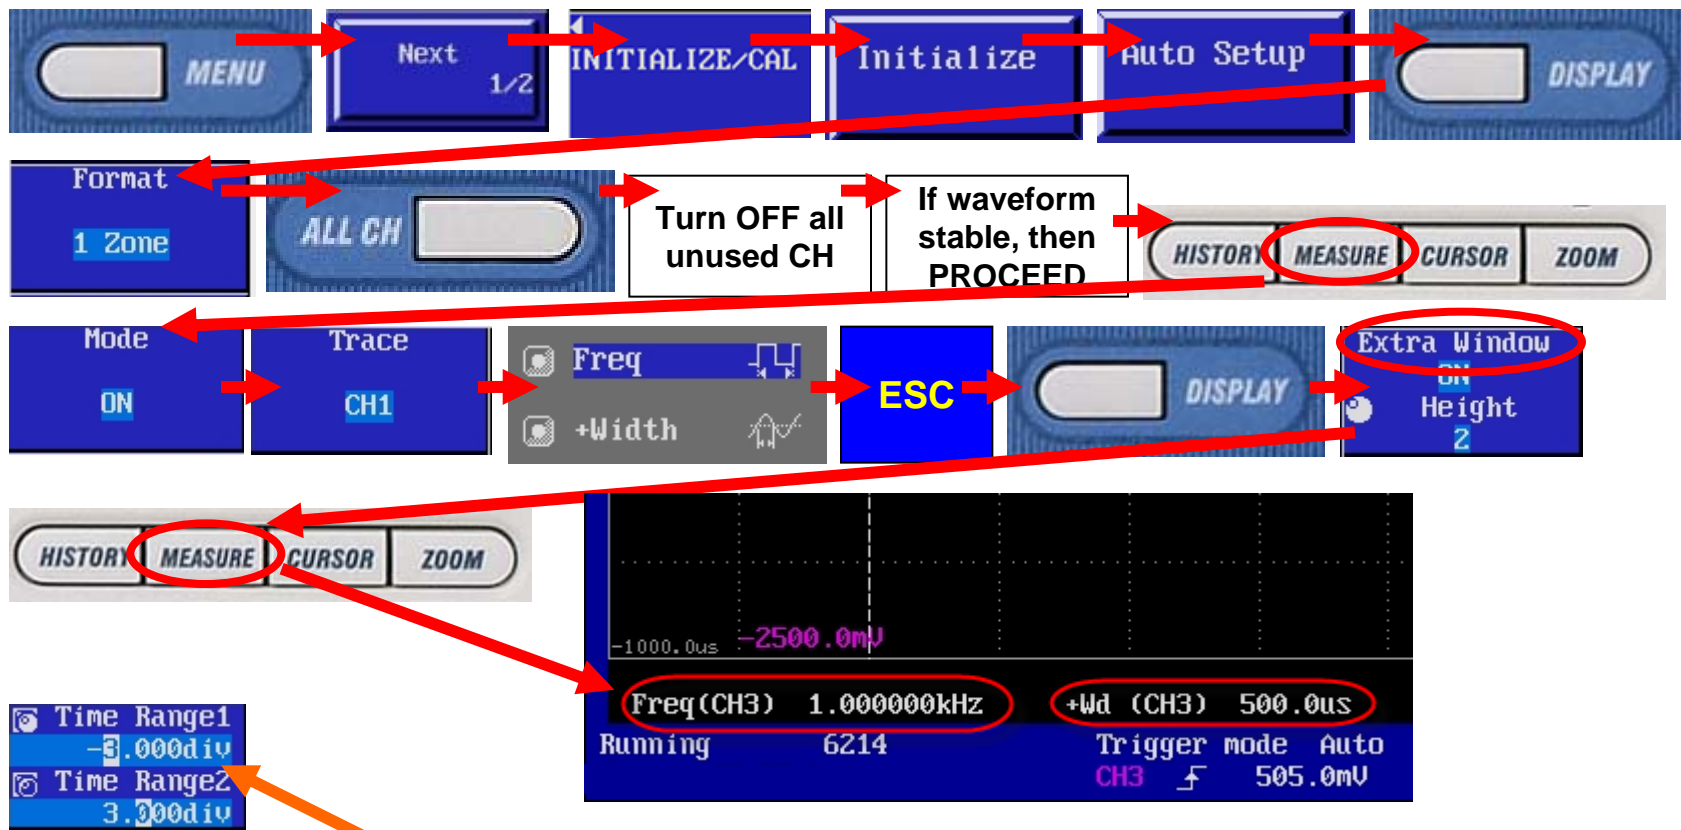 MENU
Next
1/2
INITIALIZE/CAL
Initialize
Auto Setup
DISPLAY
Format
1 Zone
ALL CH
Turn OFF all
unused CH
If waveform
stable, then
PROCEED
HISTORY MEASURE CURSOR ZOOM
Mode
ON
Trace
CH1
Freq
+Width
ESC
DISPLAY
Extra Window
ON
Height
2
HISTORY MEASURE CURSOR ZOOM
-1000.0us
-2500.0mV
Freq(CH3) 1.000000kHz +Wd (CH3) 500.0us
Running 6214 Trigger mode Auto
CH3 505.0mV
Time Range1
-3.000div
Time Range2
3.000div